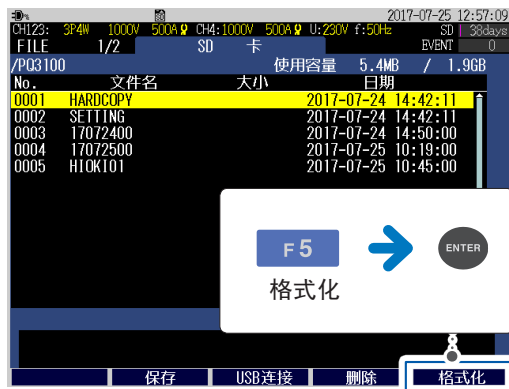 2017-07-25 12:57:09
CH123: 3P4W 1000V 500A CH4:1000V 500A U:230V f:50Hz SD 38days
FILE 1/2 SD 卡 EVENT 0
/PQ3100 使用容量 5.4MB / 1.9GB
No. 文件名 大小 日期
0001 HARDCOPY 2017-07-24 14:42:11
0002 SETTING 2017-07-24 14:42:11
0003 17072400 2017-07-24 14:50:00
0004 17072500 2017-07-25 10:19:00
0005 HIOKI01 2017-07-25 10:45:00
F5 ENTER
格式化
保存 USB连接 删除 格式化